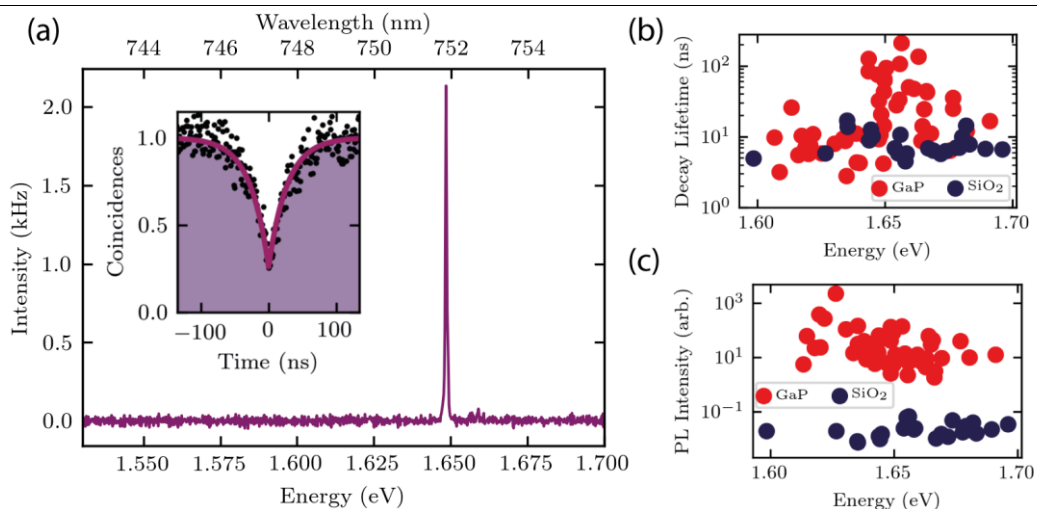 (a)
Wavelength (nm)
744 746 748 750 752 754
2.0
1.5
1.0
0.5
0.0
Intensity (kHz)
1.0
0.5
0.0
Coincidences
−100 0 100
Time (ns)
1.550 1.575 1.600 1.625 1.650 1.675 1.700
Energy (eV)
(b)
10²
10¹
10⁰
Decay Lifetime (ns)
GaP SiO₂
1.60 1.65 1.70
Energy (eV)
(c)
10³
10¹
10⁻¹
PL Intensity (arb.)
GaP SiO₂
1.60 1.65 1.70
Energy (eV)